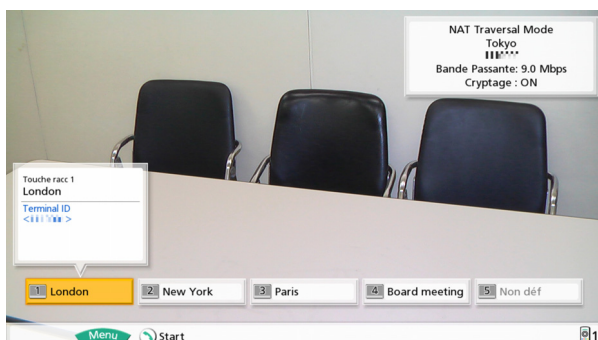 NAT Traversal Mode
Tokyo
Bande Passante: 9.0 Mbps
Cryptage : ON
Touche racc 1
London
Terminal ID
1 London
2 New York
3 Paris
4 Board meeting
5 Non déf
Menu
Start
1